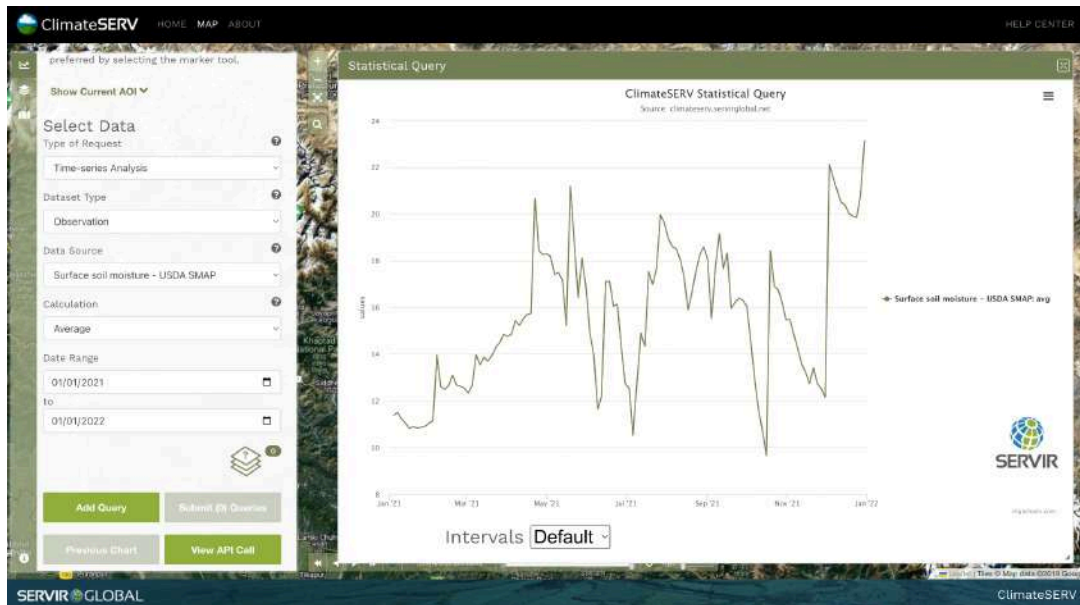 ClimateSERV HOME MAP ABOUT HELP CENTER
preferred by selecting the marker tool.
Show Current AOI
Select Data
Type of Request
Time-series Analysis
Dataset Type
Observation
Data Source
Surface soil moisture - USDA SMAP
Calculation
Average
Date Range
01/01/2021
to
01/01/2022
0
Add Query Submit (0) Queries
Previous Chart View API Call
Statistical Query
ClimateSERV Statistical Query
Source: climateserv.servirglobal.net
24
22
20
18
16
14
12
10
8
values
Jan '21 Mar '21 May '21 Jul '21 Sep '21 Nov '21 Jan '22
Surface soil moisture - USDA SMAP: avg
SERVIR
Intervals Default
SERVIR GLOBAL ClimateSERV